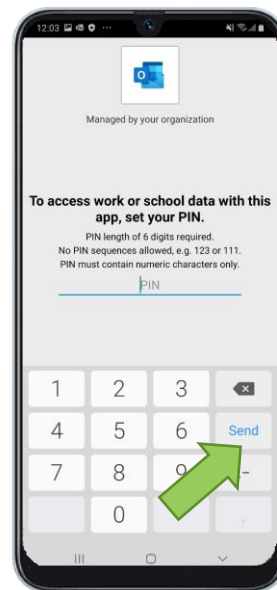 12:03
O
Managed by your organization
To access work or school data with this
app, set your PIN.
PIN length of 6 digits required.
No PIN sequences allowed, e.g. 123 or 111.
PIN must contain numeric characters only.
PIN
1 2 3
4 5 6 Send
7 8 9 .-
0 ,